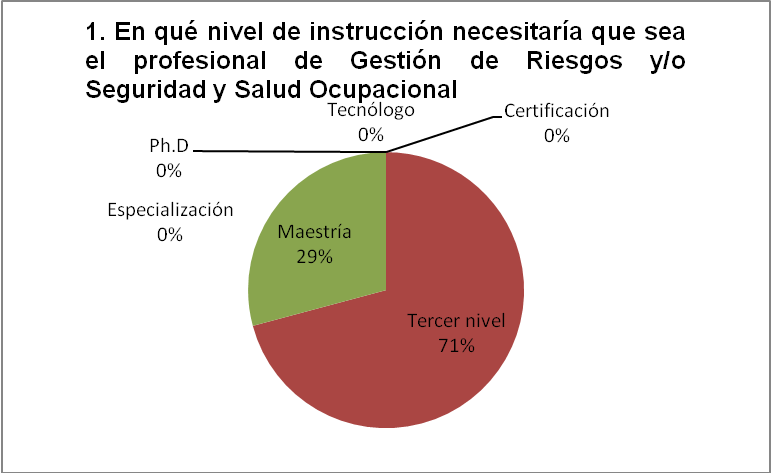 1. En qué nivel de instrucción necesitaría que sea
el profesional de Gestión de Riesgos y/o
Seguridad y Salud Ocupacional
Tecnólogo
0%
Certificación
0%
Ph.D
0%
Especialización
0%
Maestría
29%
Tercer nivel
71%